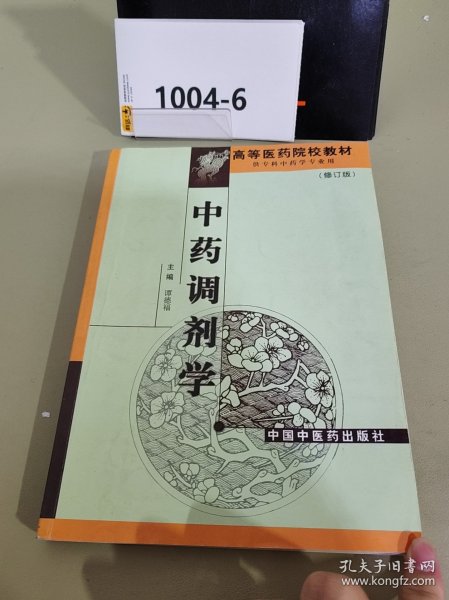 1004-6
高等医药院校教材
供专科中药学专业用
(修订版)
中药调剂学
主编
谭德福
中国中医药出版社
孔夫子旧书网
www.kongfz.com